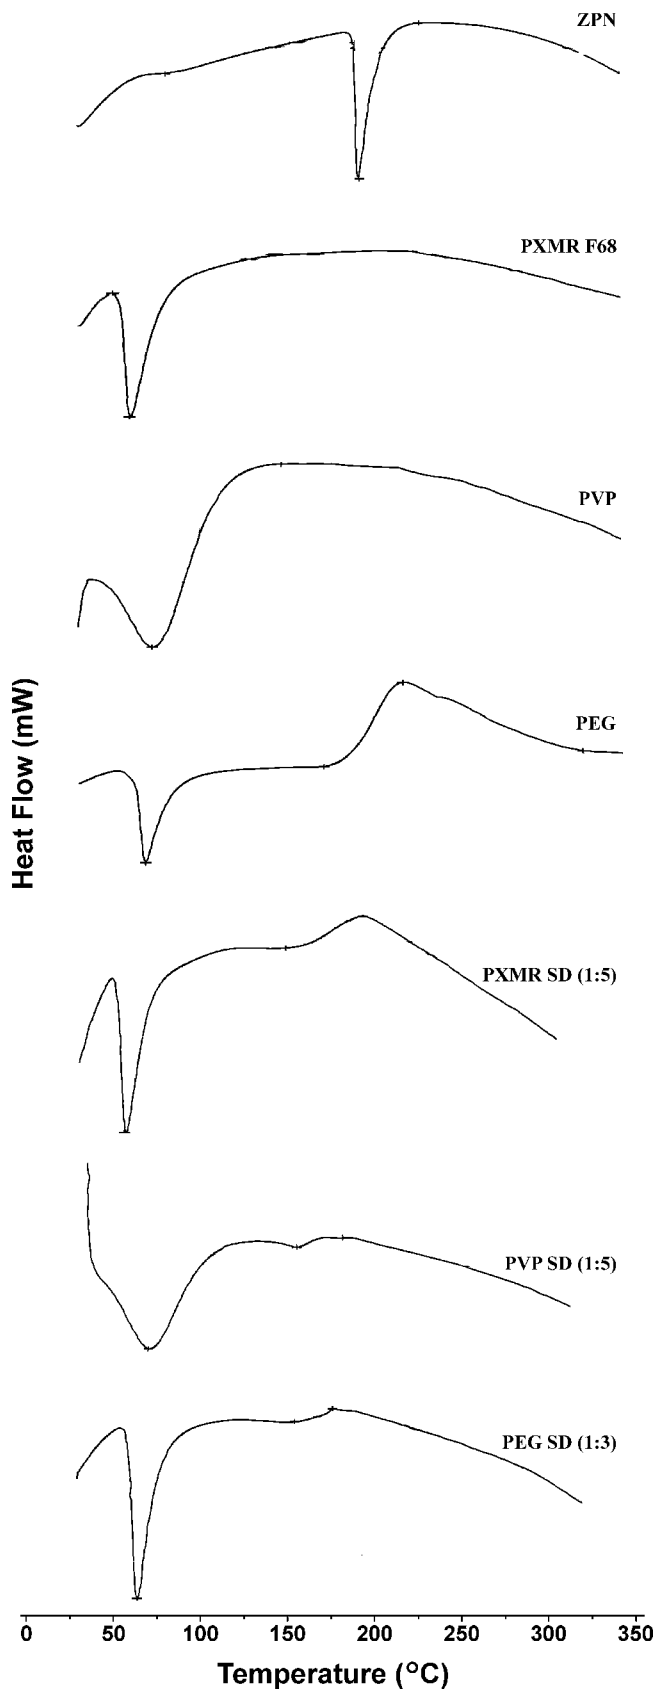 ZPN
PXMR F68
PVP
PEG
Heat Flow (mW)
PXMR SD (1:5)
PVP SD (1:5)
PEG SD (1:3)
0 50 100 150 200 250 300 350
Temperature (°C)